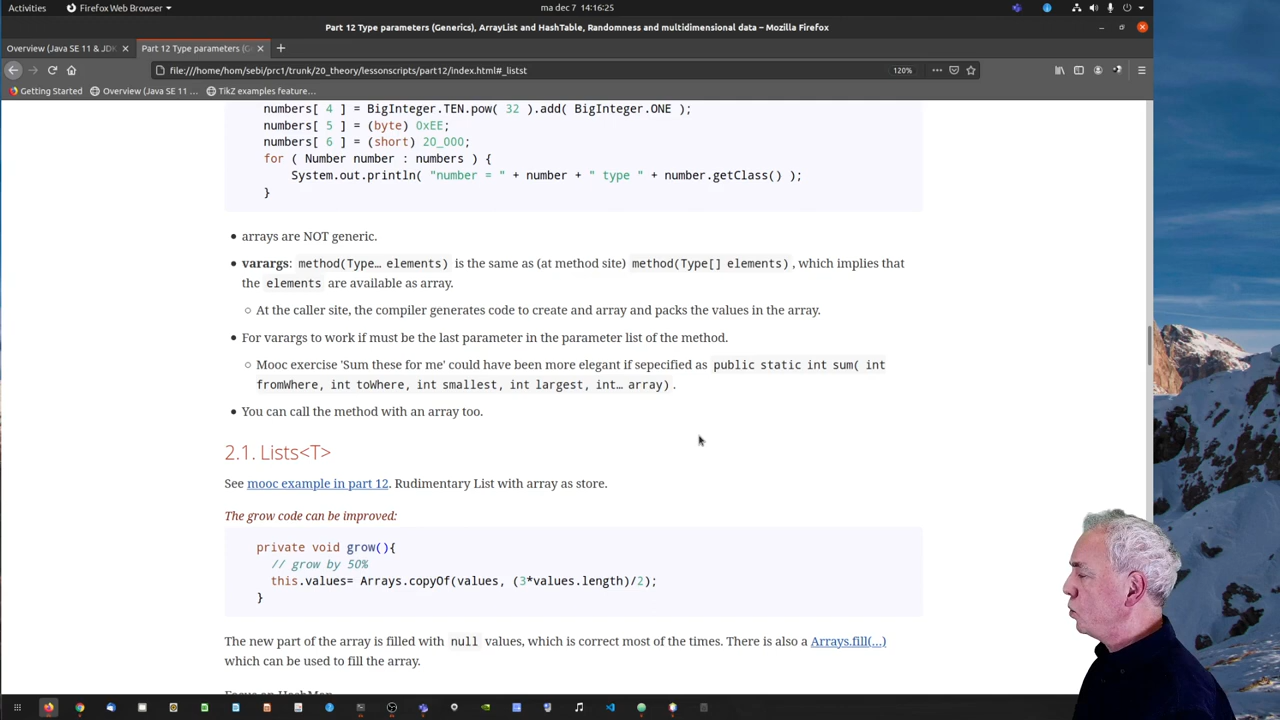 Activities Firefox Web Browser ma dec 7 14:16:25
Part 12 Type parameters (Generics), ArrayList and HashTable, Randomness and multidimensional data – Mozilla Firefox
Overview (Java SE 11 & JDK Part 12 Type parameters (G
file:///home/hom/sebi/prc1/trunk/20_theory/lessonscripts/part12/index.html#_listst 120%
Getting Started Overview (Java SE 11 ... TikZ examples feature...
numbers[ 4 ] = BigInteger.TEN.pow( 32 ).add( BigInteger.ONE );
numbers[ 5 ] = (byte) 0xEE;
numbers[ 6 ] = (short) 20_000;
for ( Number number : numbers ) {
System.out.println( "number = " + number + " type " + number.getClass() );
}
• arrays are NOT generic.
• varargs: method(Type… elements) is the same as (at method site) method(Type[] elements), which implies that
the elements are available as array.
○ At the caller site, the compiler generates code to create and array and packs the values in the array.
• For varargs to work if must be the last parameter in the parameter list of the method.
○ Mooc exercise 'Sum these for me' could have been more elegant if sepecified as public static int sum( int
fromWhere, int toWhere, int smallest, int largest, int… array).
• You can call the method with an array too.
2.1. Lists<T>
See mooc example in part 12. Rudimentary List with array as store.
The grow code can be improved:
private void grow(){
// grow by 50%
this.values= Arrays.copyOf(values, (3*values.length)/2);
}
The new part of the array is filled with null values, which is correct most of the times. There is also a Arrays.fill(…)
which can be used to fill the array.
Focus on HashMap